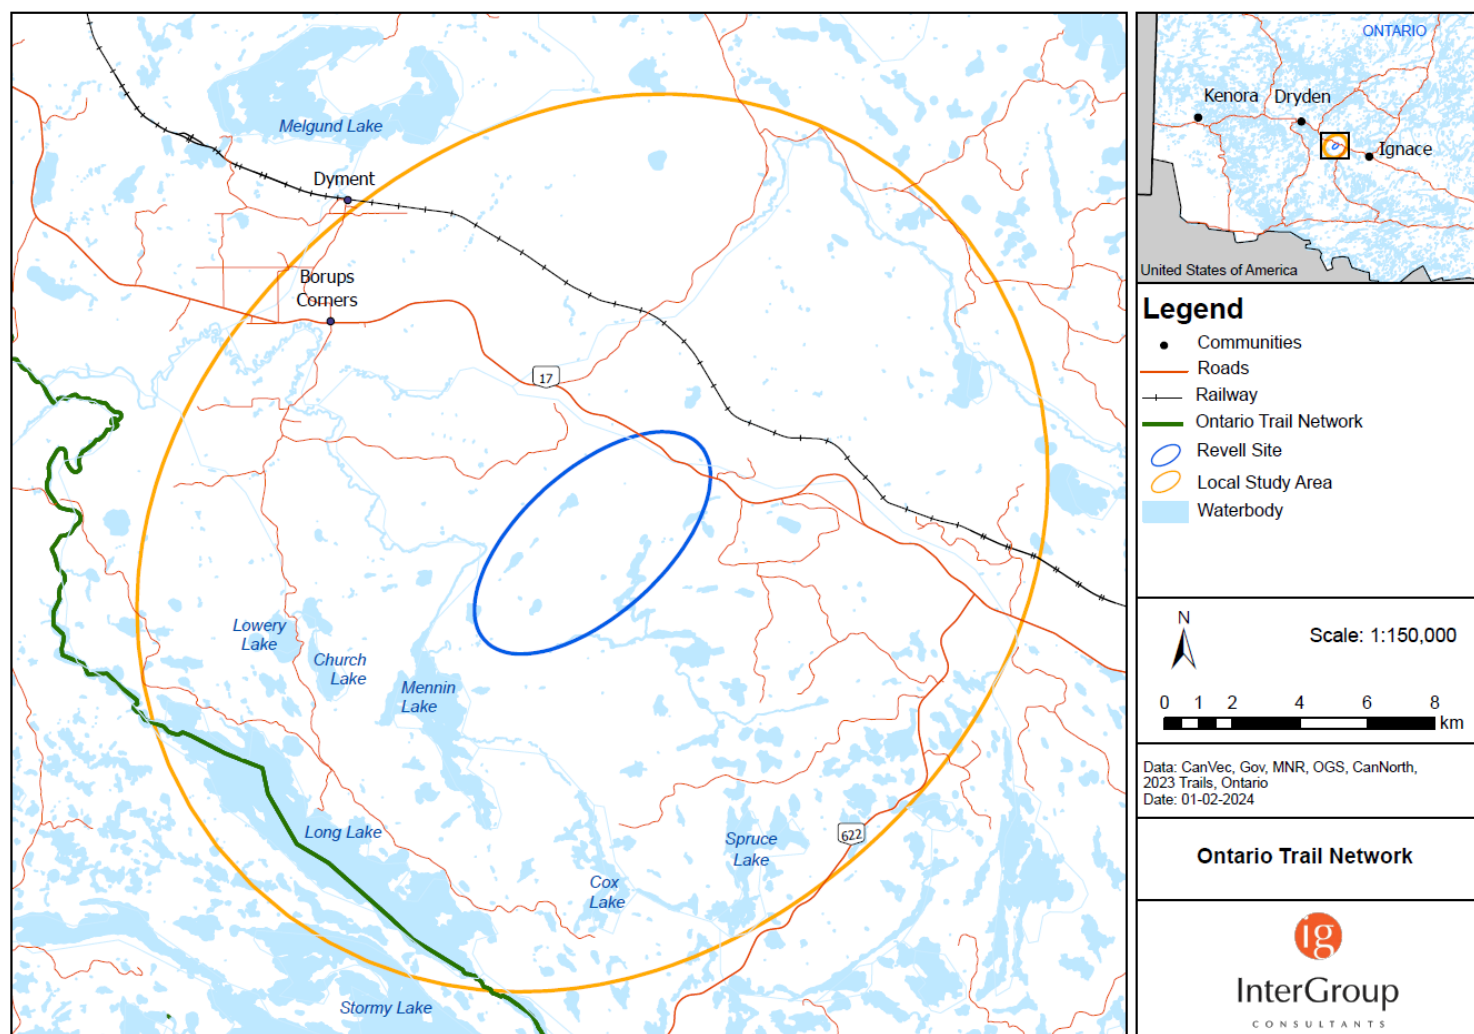 Melgund Lake
Dyment
Borups
Corners
17
Lowery
Lake
Church
Lake
Mennin
Lake
Long Lake
Spruce
Lake
622
Cox
Lake
Stormy Lake
ONTARIO
Kenora
Dryden
Ignace
United States of America
Legend
Communities
Roads
Railway
Ontario Trail Network
Revell Site
Local Study Area
Waterbody
N
Scale: 1:150,000
0 1 2 4 6 8
km
Data: CanVec, Gov, MNR, OGS, CanNorth,
2023 Trails, Ontario
Date: 01-02-2024
Ontario Trail Network
ig
InterGroup
CONSULTANTS